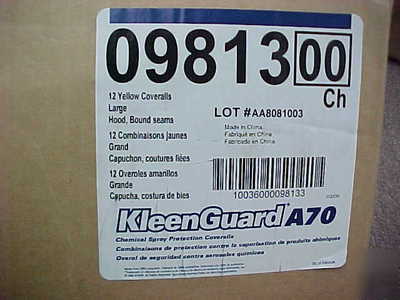 09813 00
Ch
12 Yellow Coveralls
Large
Hood, Bound seams
LOT #AA8081003
Made in China
Fabriqué en Chine
Fabricado en China
12 Combinaisons jaunes
Grand
Capuchon, coutures liées
12 Overoles amarillos
Grande
Capucha, costura de bies
10036000098133
KleenGuard A70
Chemical Spray Protection Coveralls
Combinaisons de protection contre la vaporisation de produits chimiques
Overol de seguridad contra aerosoles químicos